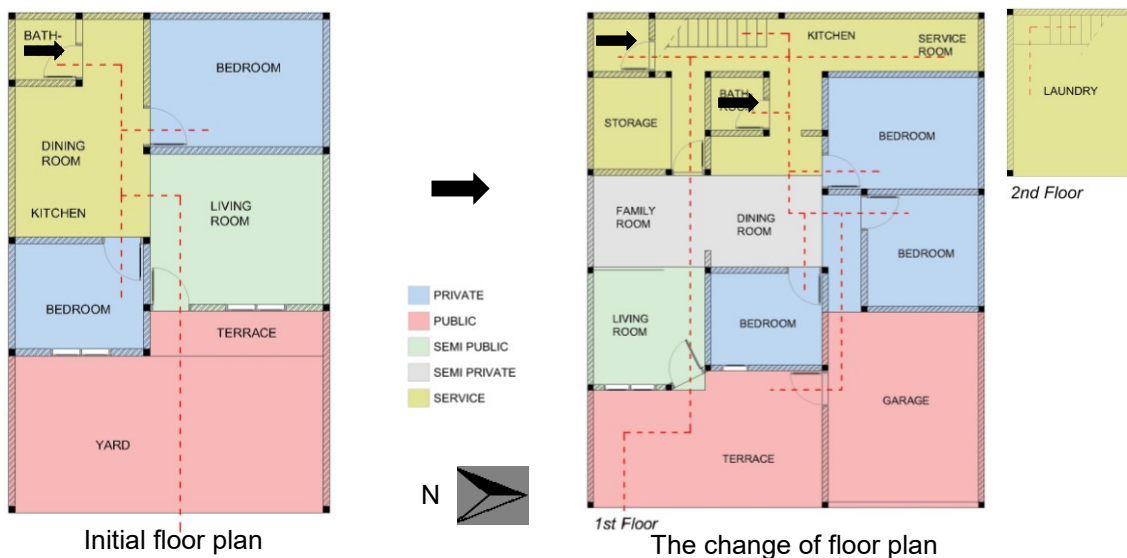 BATH-
BEDROOM
DINING
ROOM
KITCHEN
LIVING
ROOM
BEDROOM
TERRACE
YARD
Initial floor plan
PRIVATE
PUBLIC
SEMI PUBLIC
SEMI PRIVATE
SERVICE
N
KITCHEN
SERVICE
ROOM
BATH-
ROOM
STORAGE
BEDROOM
FAMILY
ROOM
DINING
ROOM
BEDROOM
LIVING
ROOM
BEDROOM
GARAGE
TERRACE
1st Floor
The change of floor plan
LAUNDRY
2nd Floor